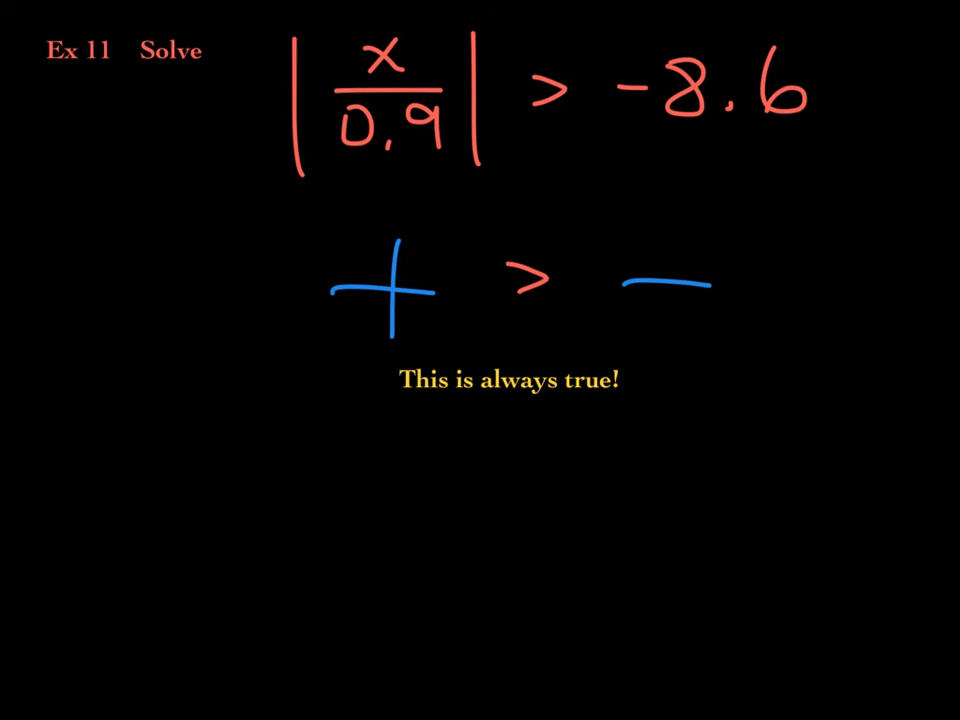 Ex 11 Solve
|x/0.9| > -8.6
+ > -
This is always true!